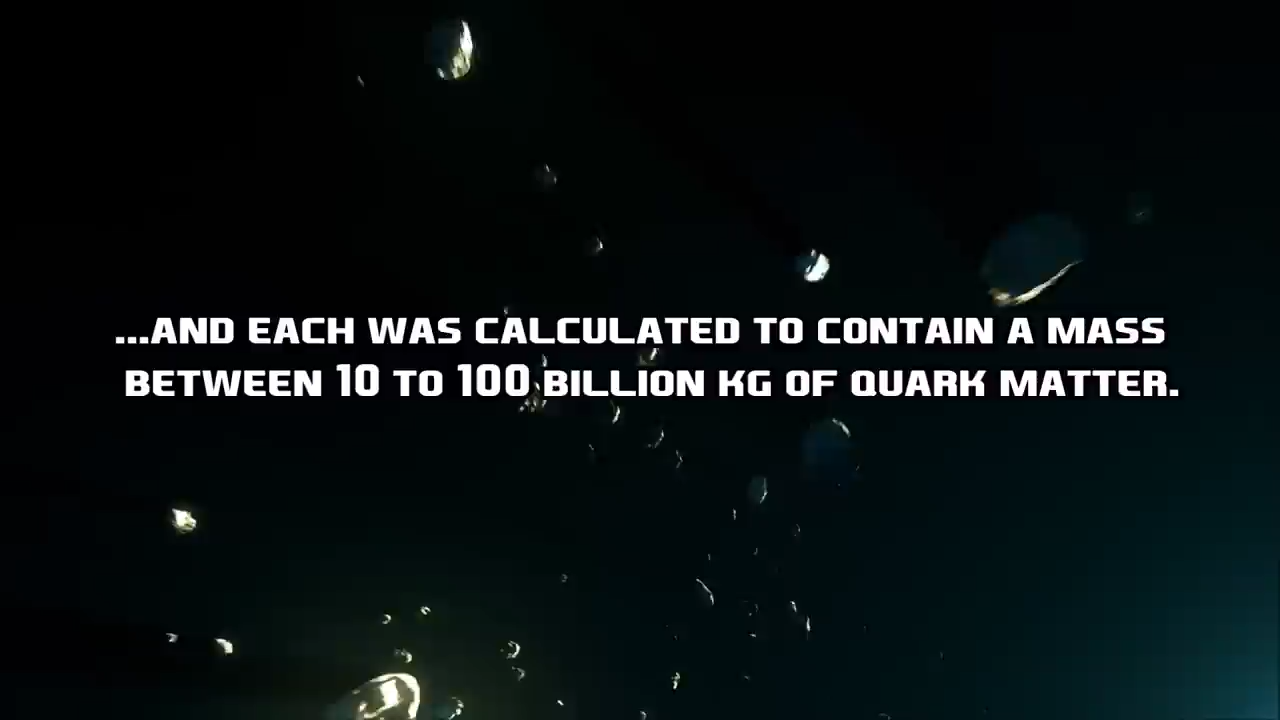 ...AND EACH WAS CALCULATED TO CONTAIN A MASS
BETWEEN 10 TO 100 BILLION KG OF QUARK MATTER.